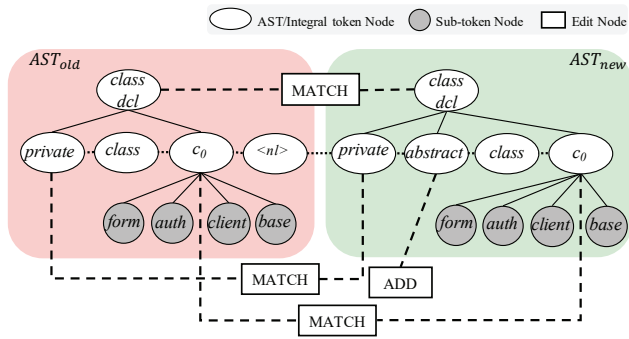 AST/Integral token Node Sub-token Node Edit Node
AST_old AST_new
class dcl MATCH class dcl
private class c_0 <nl> private abstract class c_0
form auth client base form auth client base
MATCH ADD
MATCH